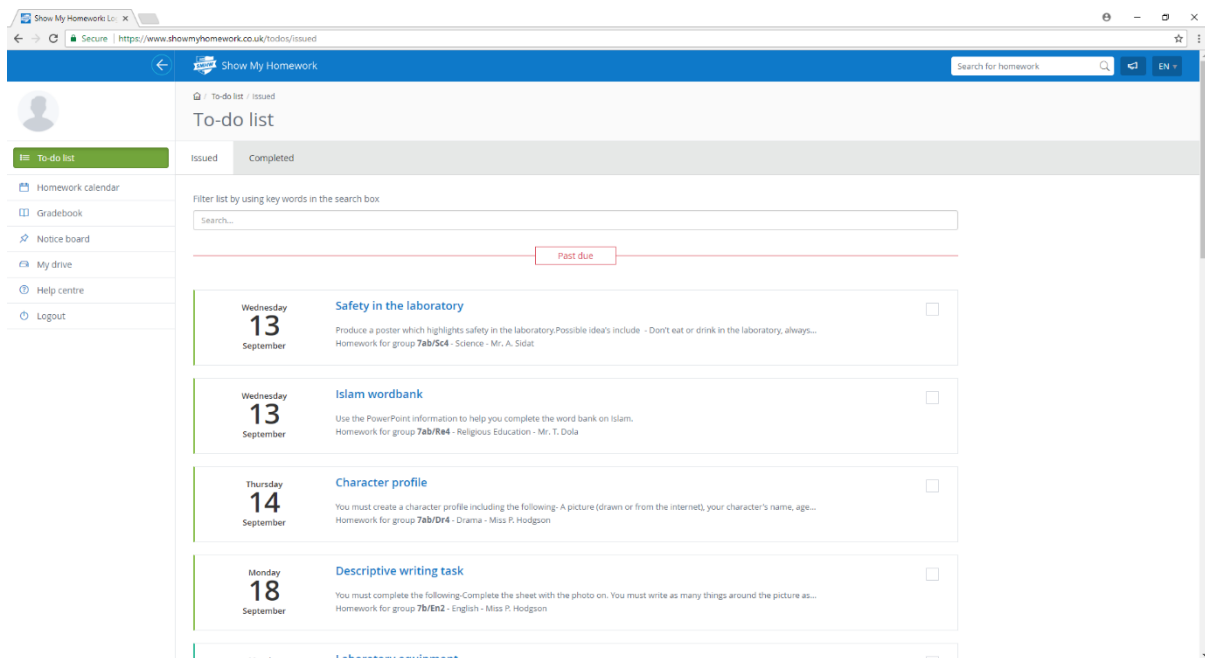 Show My Homework: Lo
Secure | https://www.showmyhomework.co.uk/todos/issued
SMHW Show My Homework
Search for homework
EN
/ To-do list / Issued
To-do list
To-do list
Homework calendar
Gradebook
Notice board
My drive
Help centre
Logout
Issued Completed
Filter list by using key words in the search box
Search...
Past due
Wednesday
13
September
Safety in the laboratory
Produce a poster which highlights safety in the laboratory.Possible idea's include - Don't eat or drink in the laboratory, always...
Homework for group 7ab/Sc4 - Science - Mr. A. Sidat
Wednesday
13
September
Islam wordbank
Use the PowerPoint information to help you complete the word bank on Islam.
Homework for group 7ab/Re4 - Religious Education - Mr. T. Dola
Thursday
14
September
Character profile
You must create a character profile including the following- A picture (drawn or from the internet), your character's name, age...
Homework for group 7ab/Dr4 - Drama - Miss P. Hodgson
Monday
18
September
Descriptive writing task
You must complete the following-Complete the sheet with the photo on. You must write as many things around the picture as...
Homework for group 7b/En2 - English - Miss P. Hodgson
Laboratory equipment